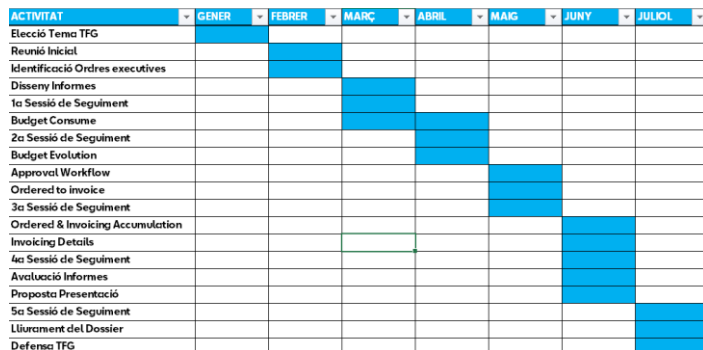 ACTIVITAT GENER FEBRER MARÇ ABRIL MAIG JUNY JULIOL
Elecció Tema TFG
Reunió Inicial
Identificació Ordres executives
Disseny Informes
1a Sessió de Seguiment
Budget Consume
2a Sessió de Seguiment
Budget Evolution
Approval Workflow
Ordered to invoice
3a Sessió de Seguiment
Ordered & Invoicing Accumulation
Invoicing Details
4a Sessió de Seguiment
Avaluació Informes
Proposta Presentació
5a Sessió de Seguiment
Lliurament del Dossier
Defensa TFG